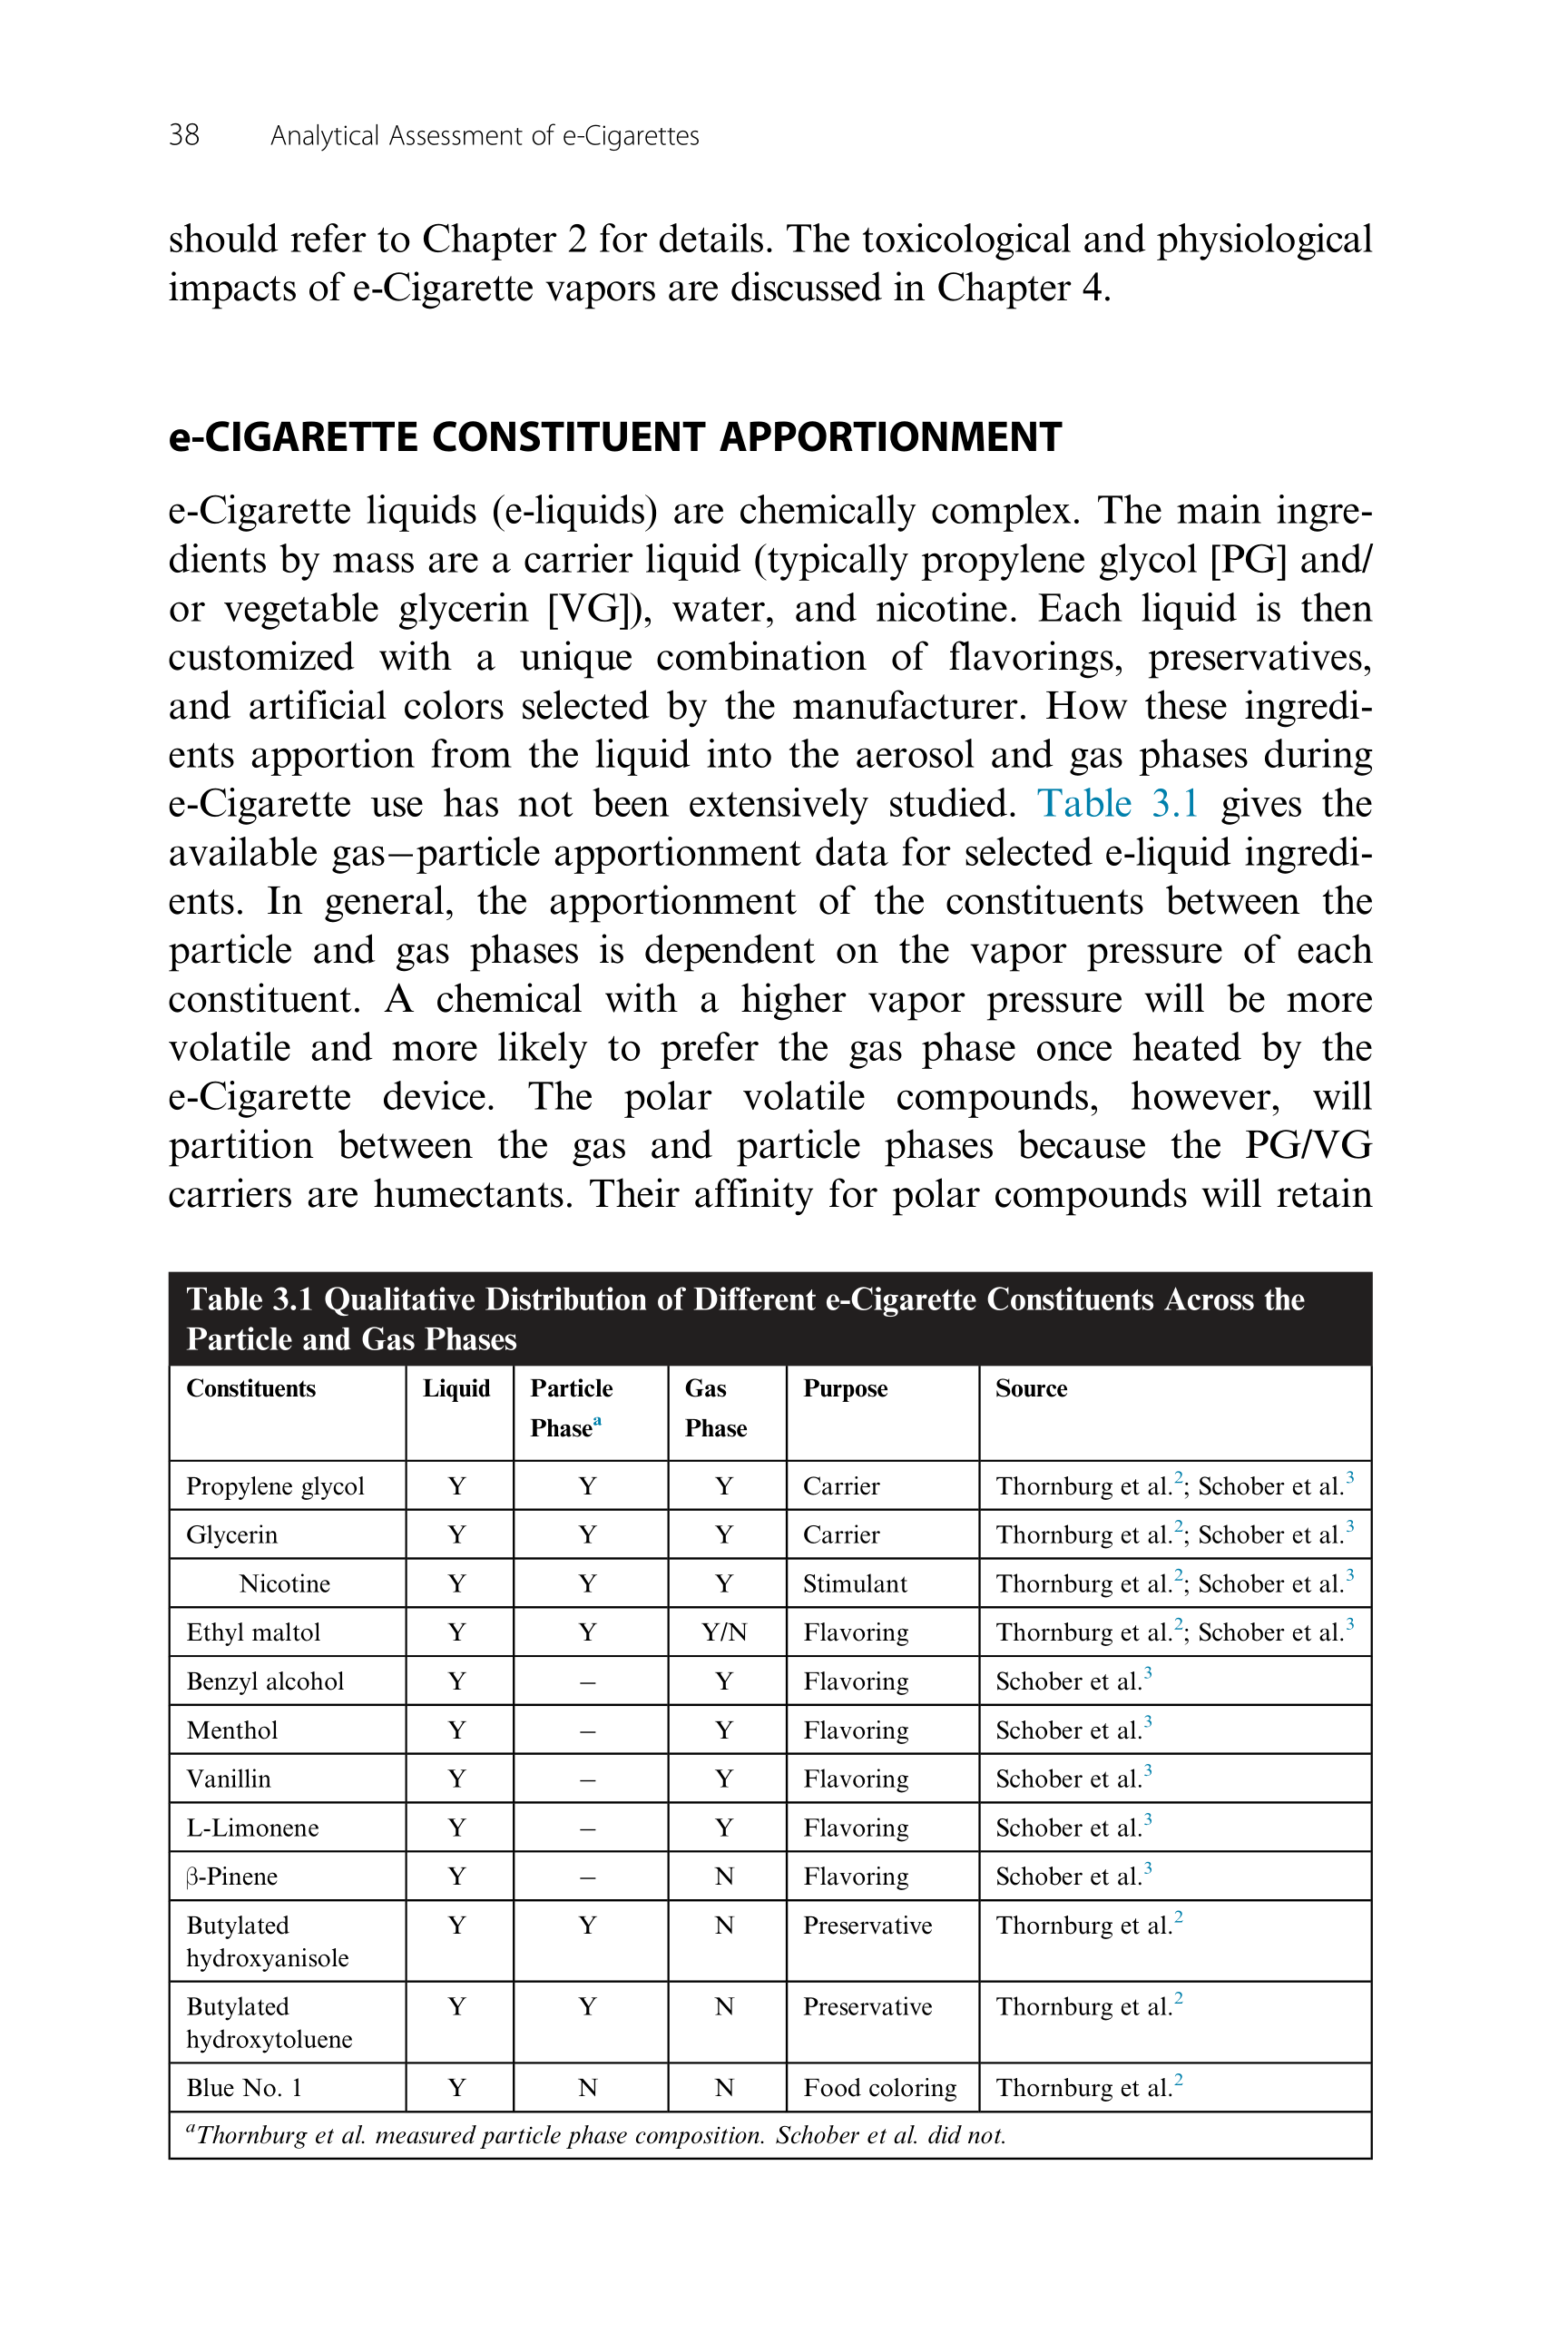 38 Analytical Assessment of e-Cigarettes
should refer to Chapter 2 for details. The toxicological and physiological
impacts of e-Cigarette vapors are discussed in Chapter 4.
e-CIGARETTE CONSTITUENT APPORTIONMENT
e-Cigarette liquids (e-liquids) are chemically complex. The main ingre-
dients by mass are a carrier liquid (typically propylene glycol [PG] and/
or vegetable glycerin [VG]), water, and nicotine. Each liquid is then
customized with a unique combination of flavorings, preservatives,
and artificial colors selected by the manufacturer. How these ingredi-
ents apportion from the liquid into the aerosol and gas phases during
e-Cigarette use has not been extensively studied. Table 3.1 gives the
available gas–particle apportionment data for selected e-liquid ingredi-
ents. In general, the apportionment of the constituents between the
particle and gas phases is dependent on the vapor pressure of each
constituent. A chemical with a higher vapor pressure will be more
volatile and more likely to prefer the gas phase once heated by the
e-Cigarette device. The polar volatile compounds, however, will
partition between the gas and particle phases because the PG/VG
carriers are humectants. Their affinity for polar compounds will retain
Table 3.1 Qualitative Distribution of Different e-Cigarette Constituents Across the
Particle and Gas Phases
Constituents Liquid Particle Gas Purpose Source
Phase^a Phase
Propylene glycol Y Y Y Carrier Thornburg et al.²; Schober et al.³
Glycerin Y Y Y Carrier Thornburg et al.²; Schober et al.³
Nicotine Y Y Y Stimulant Thornburg et al.²; Schober et al.³
Ethyl maltol Y Y Y/N Flavoring Thornburg et al.²; Schober et al.³
Benzyl alcohol Y – Y Flavoring Schober et al.³
Menthol Y – Y Flavoring Schober et al.³
Vanillin Y – Y Flavoring Schober et al.³
L-Limonene Y – Y Flavoring Schober et al.³
β-Pinene Y – N Flavoring Schober et al.³
Butylated Y Y N Preservative Thornburg et al.²
hydroxyanisole
Butylated Y Y N Preservative Thornburg et al.²
hydroxytoluene
Blue No. 1 Y N N Food coloring Thornburg et al.²
^aThornburg et al. measured particle phase composition. Schober et al. did not.